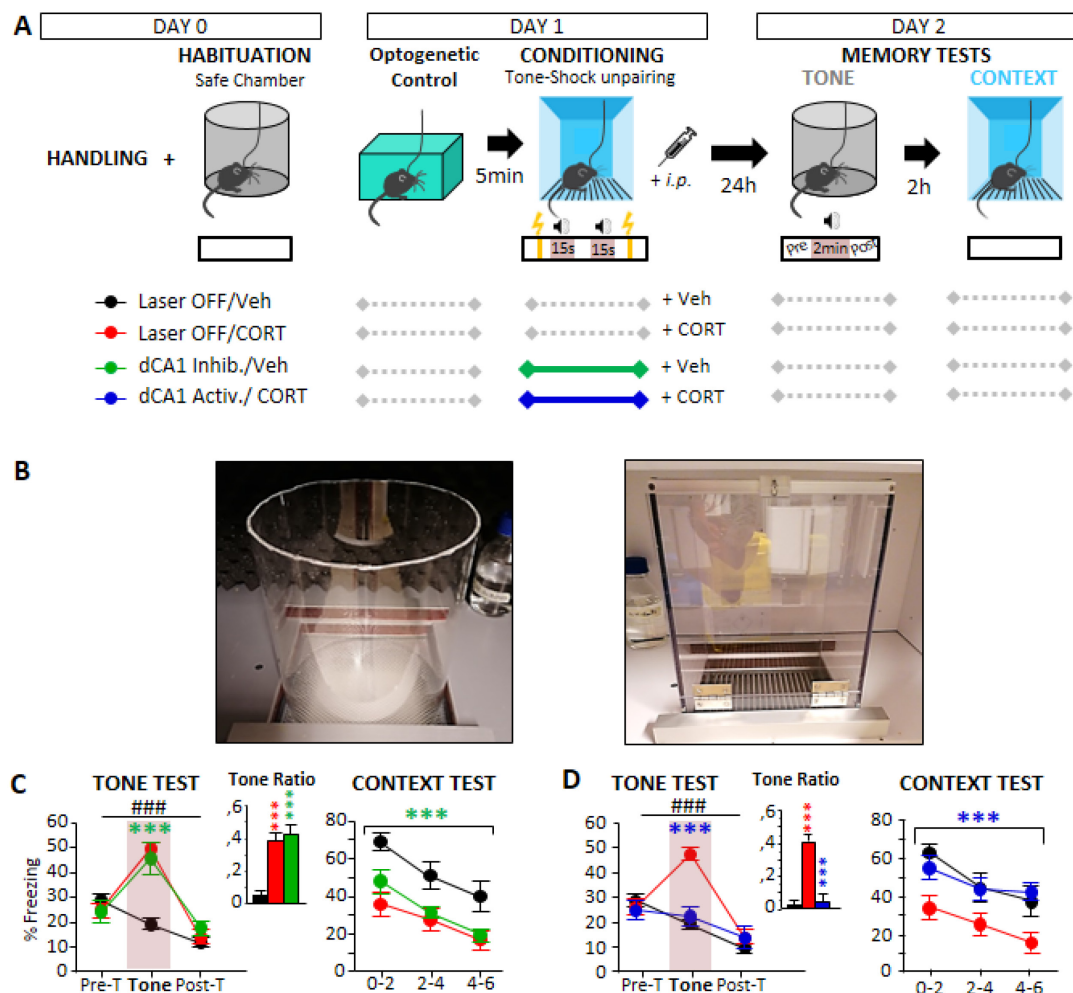 A
DAY 0
DAY 1
DAY 2
HABITUATION
Safe Chamber
Optogenetic
Control
CONDITIONING
Tone-Shock unpairing
MEMORY TESTS
TONE
CONTEXT
HANDLING +
5min
+ i.p.
24h
2h
15s
15s
Pre
2min
Post
Laser OFF/Veh
+ Veh
Laser OFF/CORT
+ CORT
dCA1 Inhib./Veh
+ Veh
dCA1 Activ./ CORT
+ CORT
B
C
TONE TEST
Tone Ratio
CONTEXT TEST
###
***
***
***
***
% Freezing
60
50
40
30
20
10
0
Pre-T Tone Post-T
,6
,4
,2
0
80
60
40
20
0
0-2 2-4 4-6
D
TONE TEST
Tone Ratio
CONTEXT TEST
###
***
***
***
***
60
50
40
30
20
10
0
Pre-T Tone Post-T
,6
,4
,2
0
80
60
40
20
0
0-2 2-4 4-6